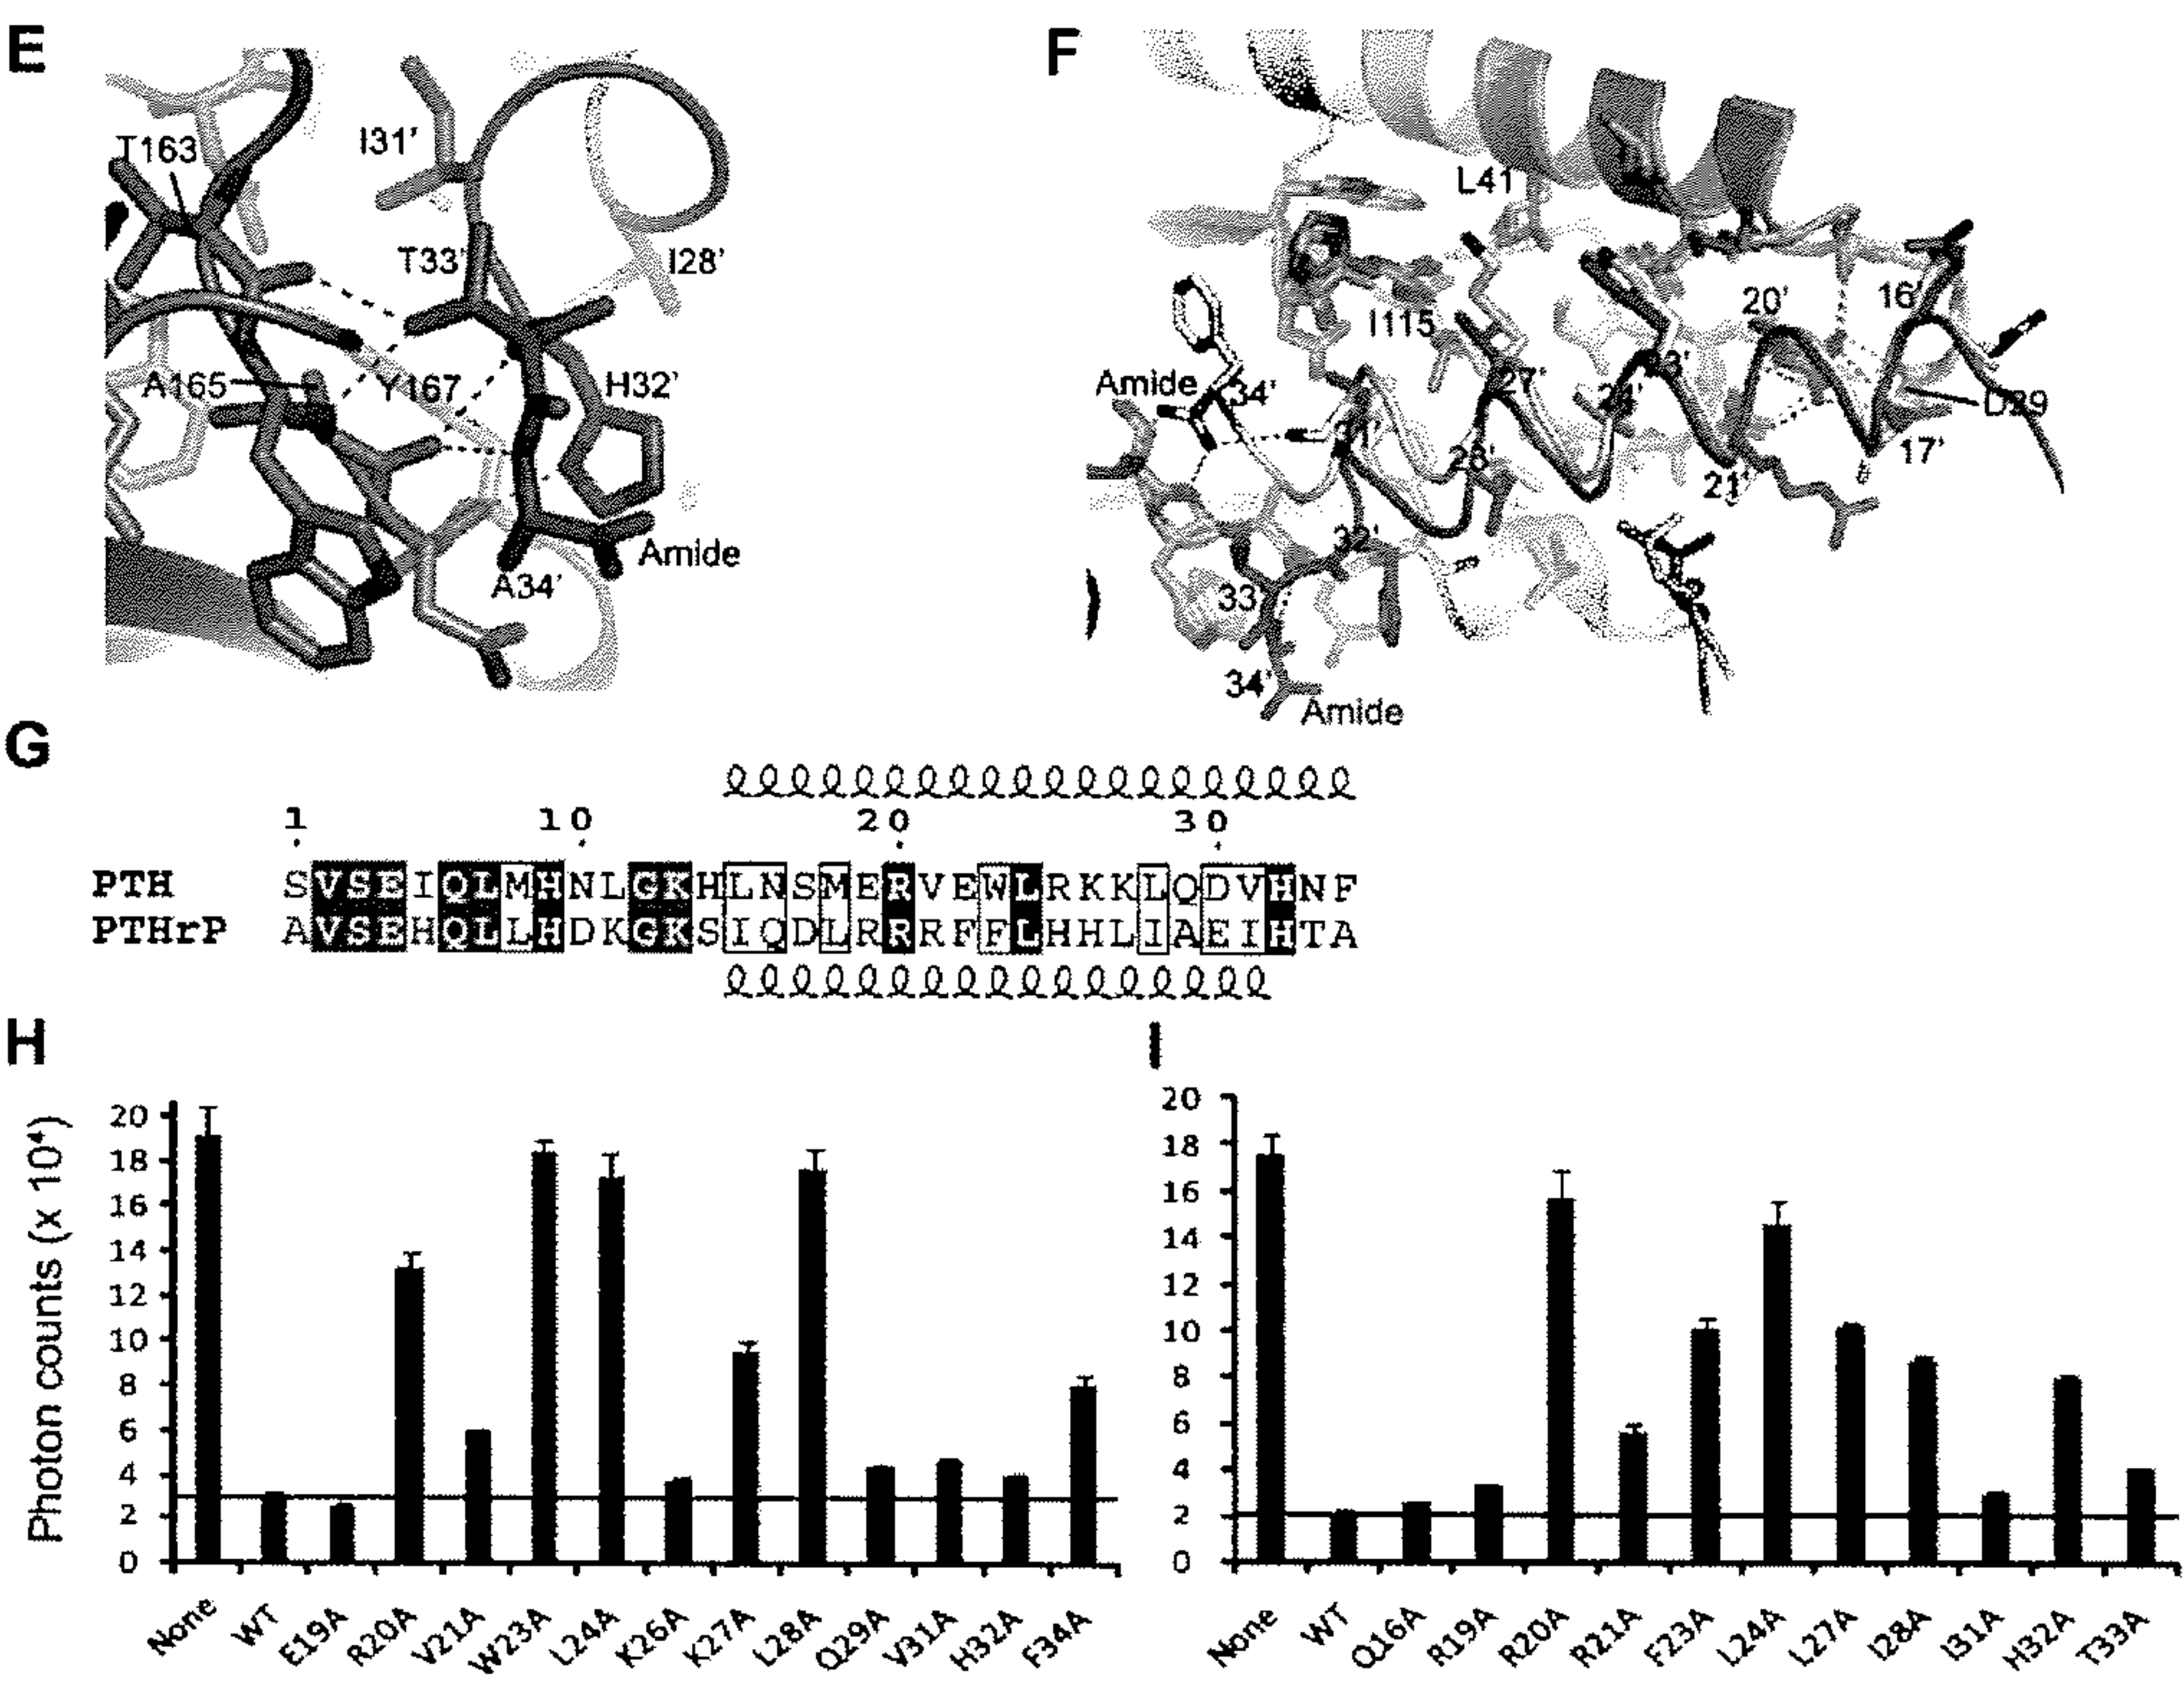 E
T163
I31'
T33'
I28'
A165
Y167
H32'
A34'
Amide
F
L41
I115
20'
16'
Amide
34'
27'
24'
23'
D29
31'
28'
21'
17'
32'
33'
34'
Amide
G
1 10 20 30
PTH SVSEIQLMHNLGKHLNSMERVEWLRKKLQDVHNF
PTHrP AVSEHQLLHDKGKSIQDLRRRFFLHHLIAEIHTA
H
Photon counts (x 10⁴)
20
18
16
14
12
10
8
6
4
2
0
None WT E19A R20A V21A W23A L24A K26A K27A L28A Q29A V31A H32A F34A
I
20
18
16
14
12
10
8
6
4
2
0
None WT Q16A R19A R20A R21A F23A L24A L27A I28A I31A H32A T33A